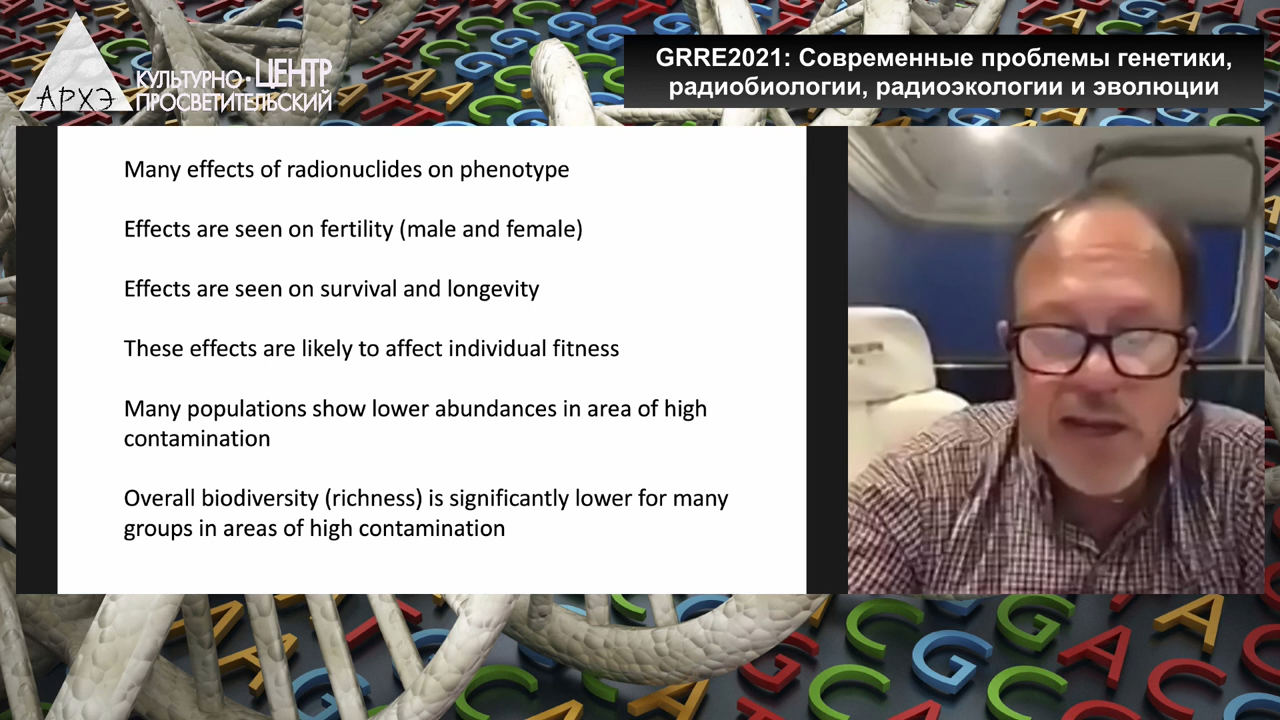 АРХЭ
КУЛЬТУРНО-ЦЕНТР
ПРОСВЕТИТЕЛЬСКИЙ
GRRE2021: Современные проблемы генетики,
радиобиологии, радиоэкологии и эволюции
Many effects of radionuclides on phenotype
Effects are seen on fertility (male and female)
Effects are seen on survival and longevity
These effects are likely to affect individual fitness
Many populations show lower abundances in area of high
contamination
Overall biodiversity (richness) is significantly lower for many
groups in areas of high contamination